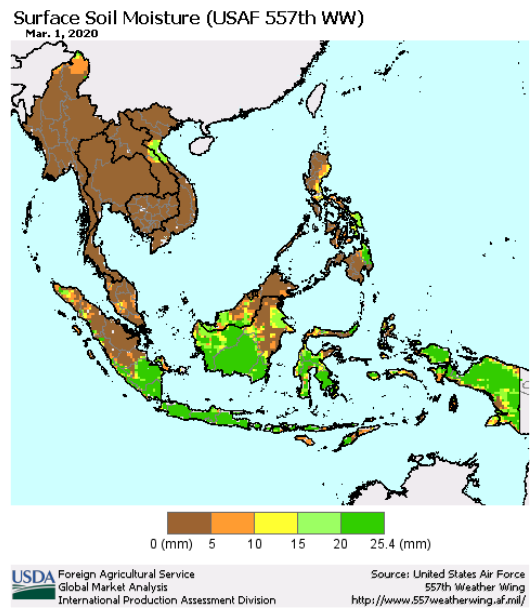 Surface Soil Moisture (USAF 557th WW)
Mar. 1, 2020
0 (mm) 5 10 15 20 25.4 (mm)
USDA Foreign Agricultural Service
Global Market Analysis
International Production Assessment Division
Source: United States Air Force
557th Weather Wing
http://www.557weatherwing.af.mil/